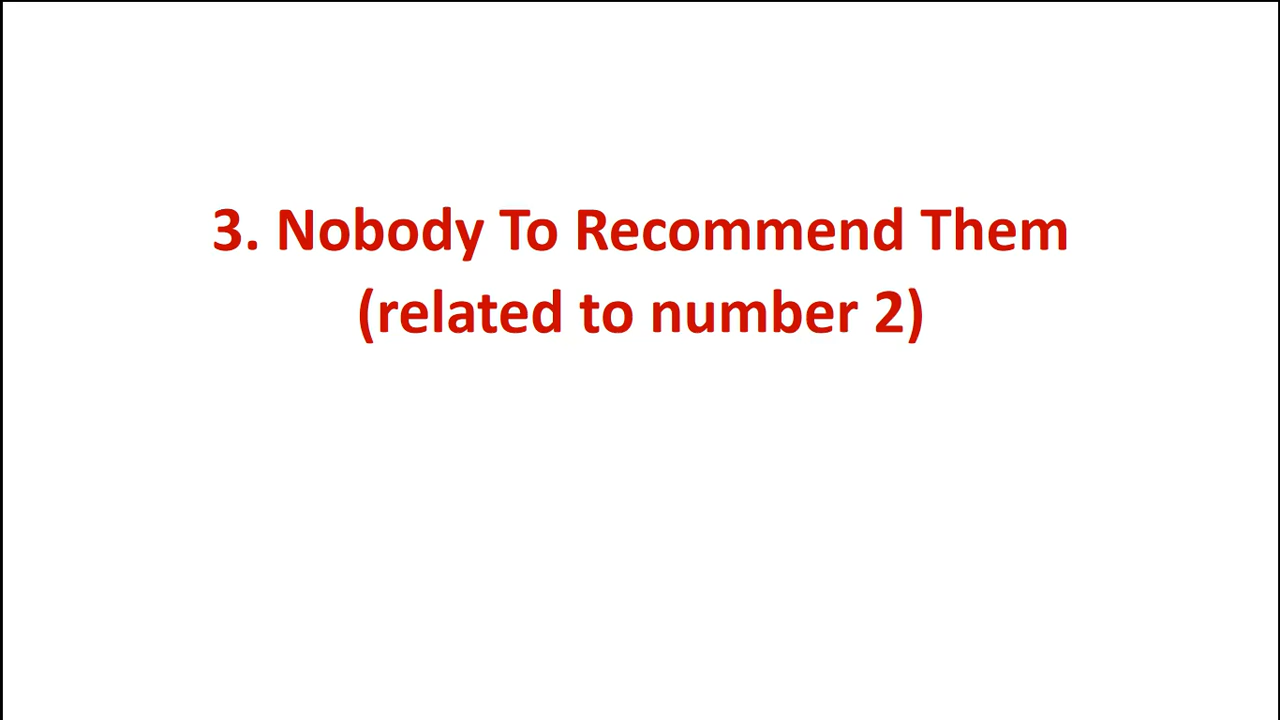 3. Nobody To Recommend Them
(related to number 2)